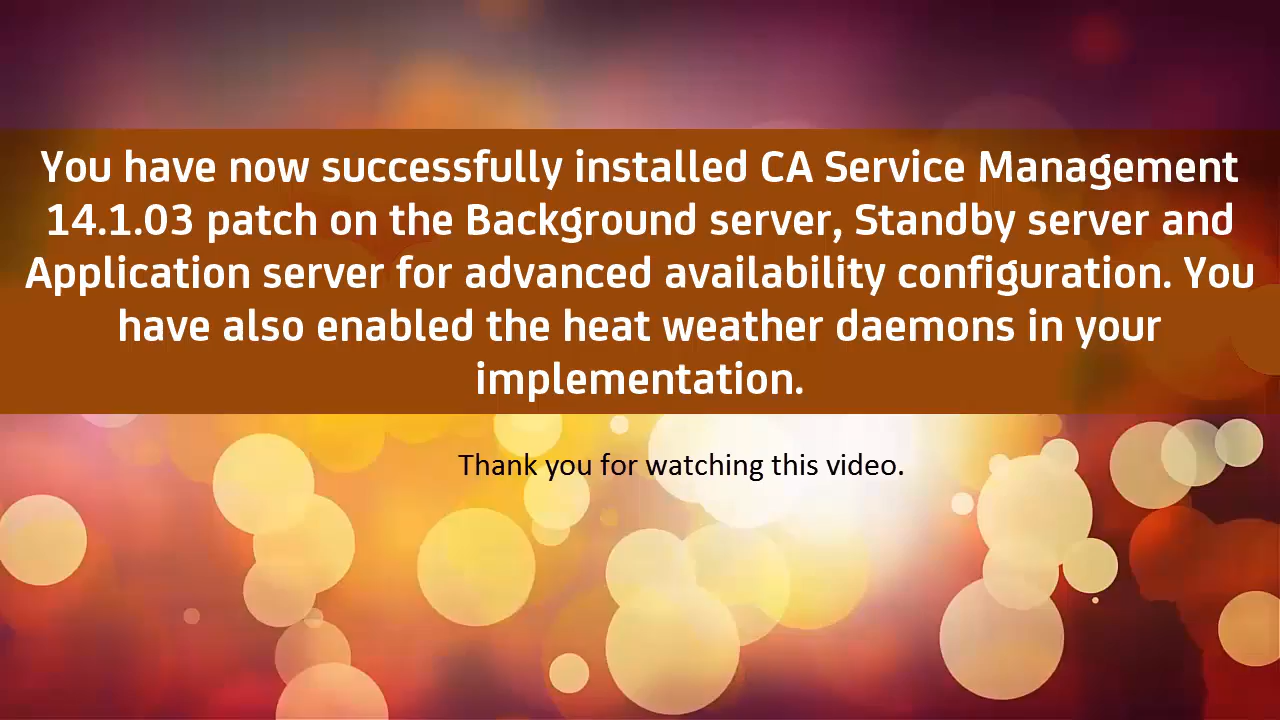 You have now successfully installed CA Service Management
14.1.03 patch on the Background server, Standby server and
Application server for advanced availability configuration. You
have also enabled the heat weather daemons in your
implementation.
Thank you for watching this video.